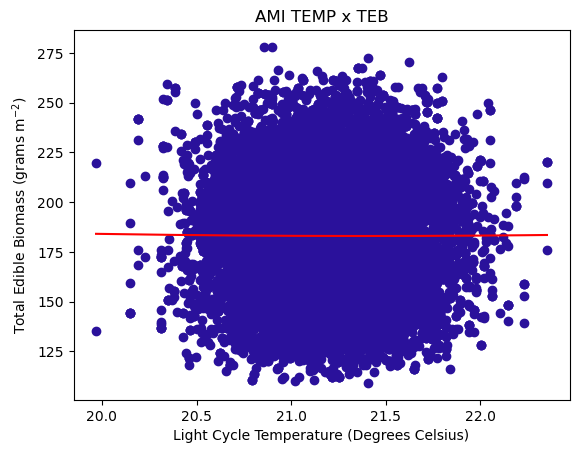 AMI TEMP x TEB
Total Edible Biomass (grams m⁻²)
275
250
225
200
175
150
125
20.0 20.5 21.0 21.5 22.0
Light Cycle Temperature (Degrees Celsius)